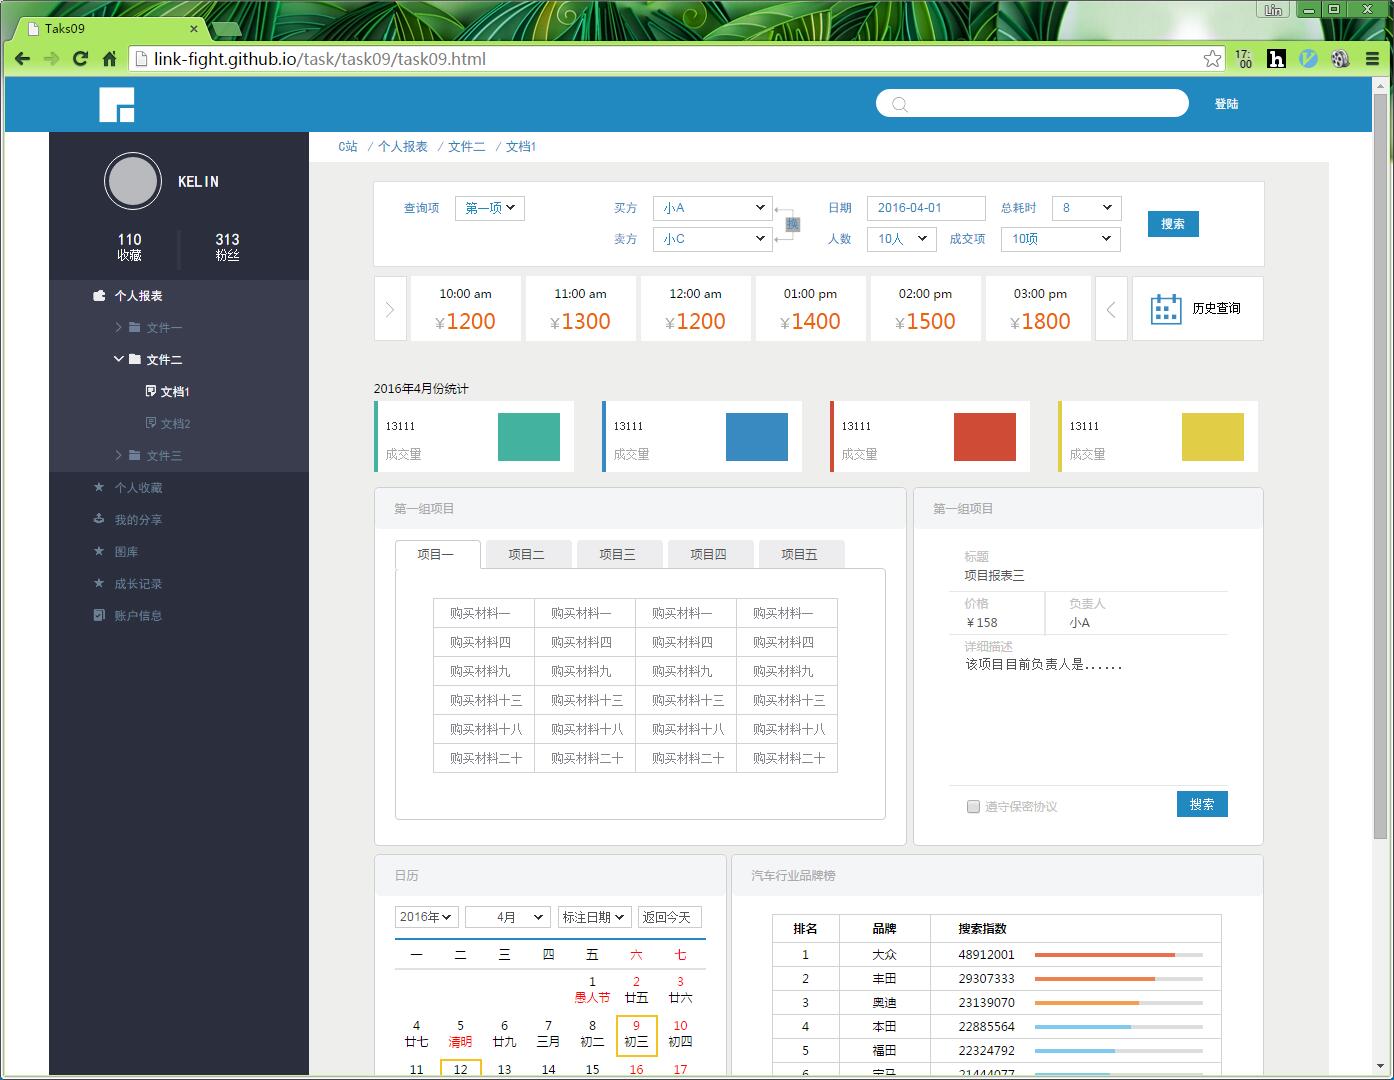 Taks09
Lin
link-fight.github.io/task/task09/task09.html
17:
00
h
登陆
C站 / 个人报表 / 文件二 / 文档1
KELIN
110
收藏
313
粉丝
个人报表
文件一
文件二
文档1
文档2
文件三
个人收藏
我的分享
图库
成长记录
账户信息
查询项 第一项
买方 小A
卖方 小C
换
日期 2016-04-01 总耗时 8
人数 10人 成交项 10项
搜索
10:00 am
¥1200
11:00 am
¥1300
12:00 am
¥1200
01:00 pm
¥1400
02:00 pm
¥1500
03:00 pm
¥1800
历史查询
2016年4月份统计
13111
成交量
13111
成交量
13111
成交量
13111
成交量
第一组项目
项目一 项目二 项目三 项目四 项目五
购买材料一 购买材料一 购买材料一 购买材料一
购买材料四 购买材料四 购买材料四 购买材料四
购买材料九 购买材料九 购买材料九 购买材料九
购买材料十三 购买材料十三 购买材料十三 购买材料十三
购买材料十八 购买材料十八 购买材料十八 购买材料十八
购买材料二十 购买材料二十 购买材料二十 购买材料二十
第一组项目
标题
项目报表三
价格 负责人
¥158 小A
详细描述
该项目目前负责人是......
遵守保密协议 搜索
日历
2016年 4月 标注日期 返回今天
一 二 三 四 五 六 七
1 2 3
愚人节 廿五 廿六
4 5 6 7 8 9 10
廿七 清明 廿九 三月 初二 初三 初四
11 12 13 14 15 16 17
汽车行业品牌榜
排名 品牌 搜索指数
1 大众 48912001
2 丰田 29307333
3 奥迪 23139070
4 本田 22885564
5 福田 22324792
6 宝马 21444077